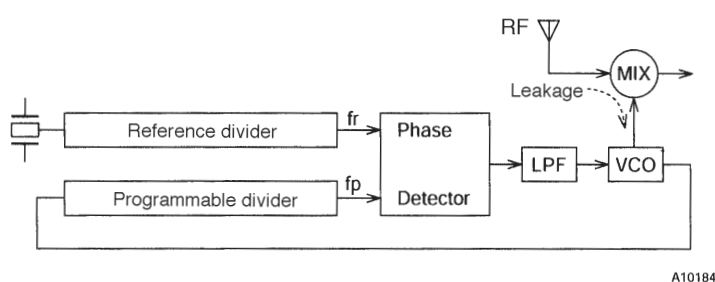 RF
MIX
Leakage
Reference divider
fr
Phase
LPF
VCO
Programmable divider
fp
Detector
A10184